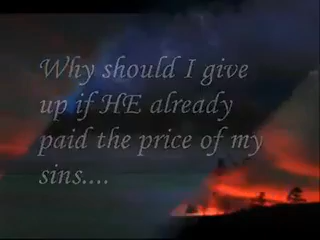 Why should I give
up if HE already
paid the price of my
sins....